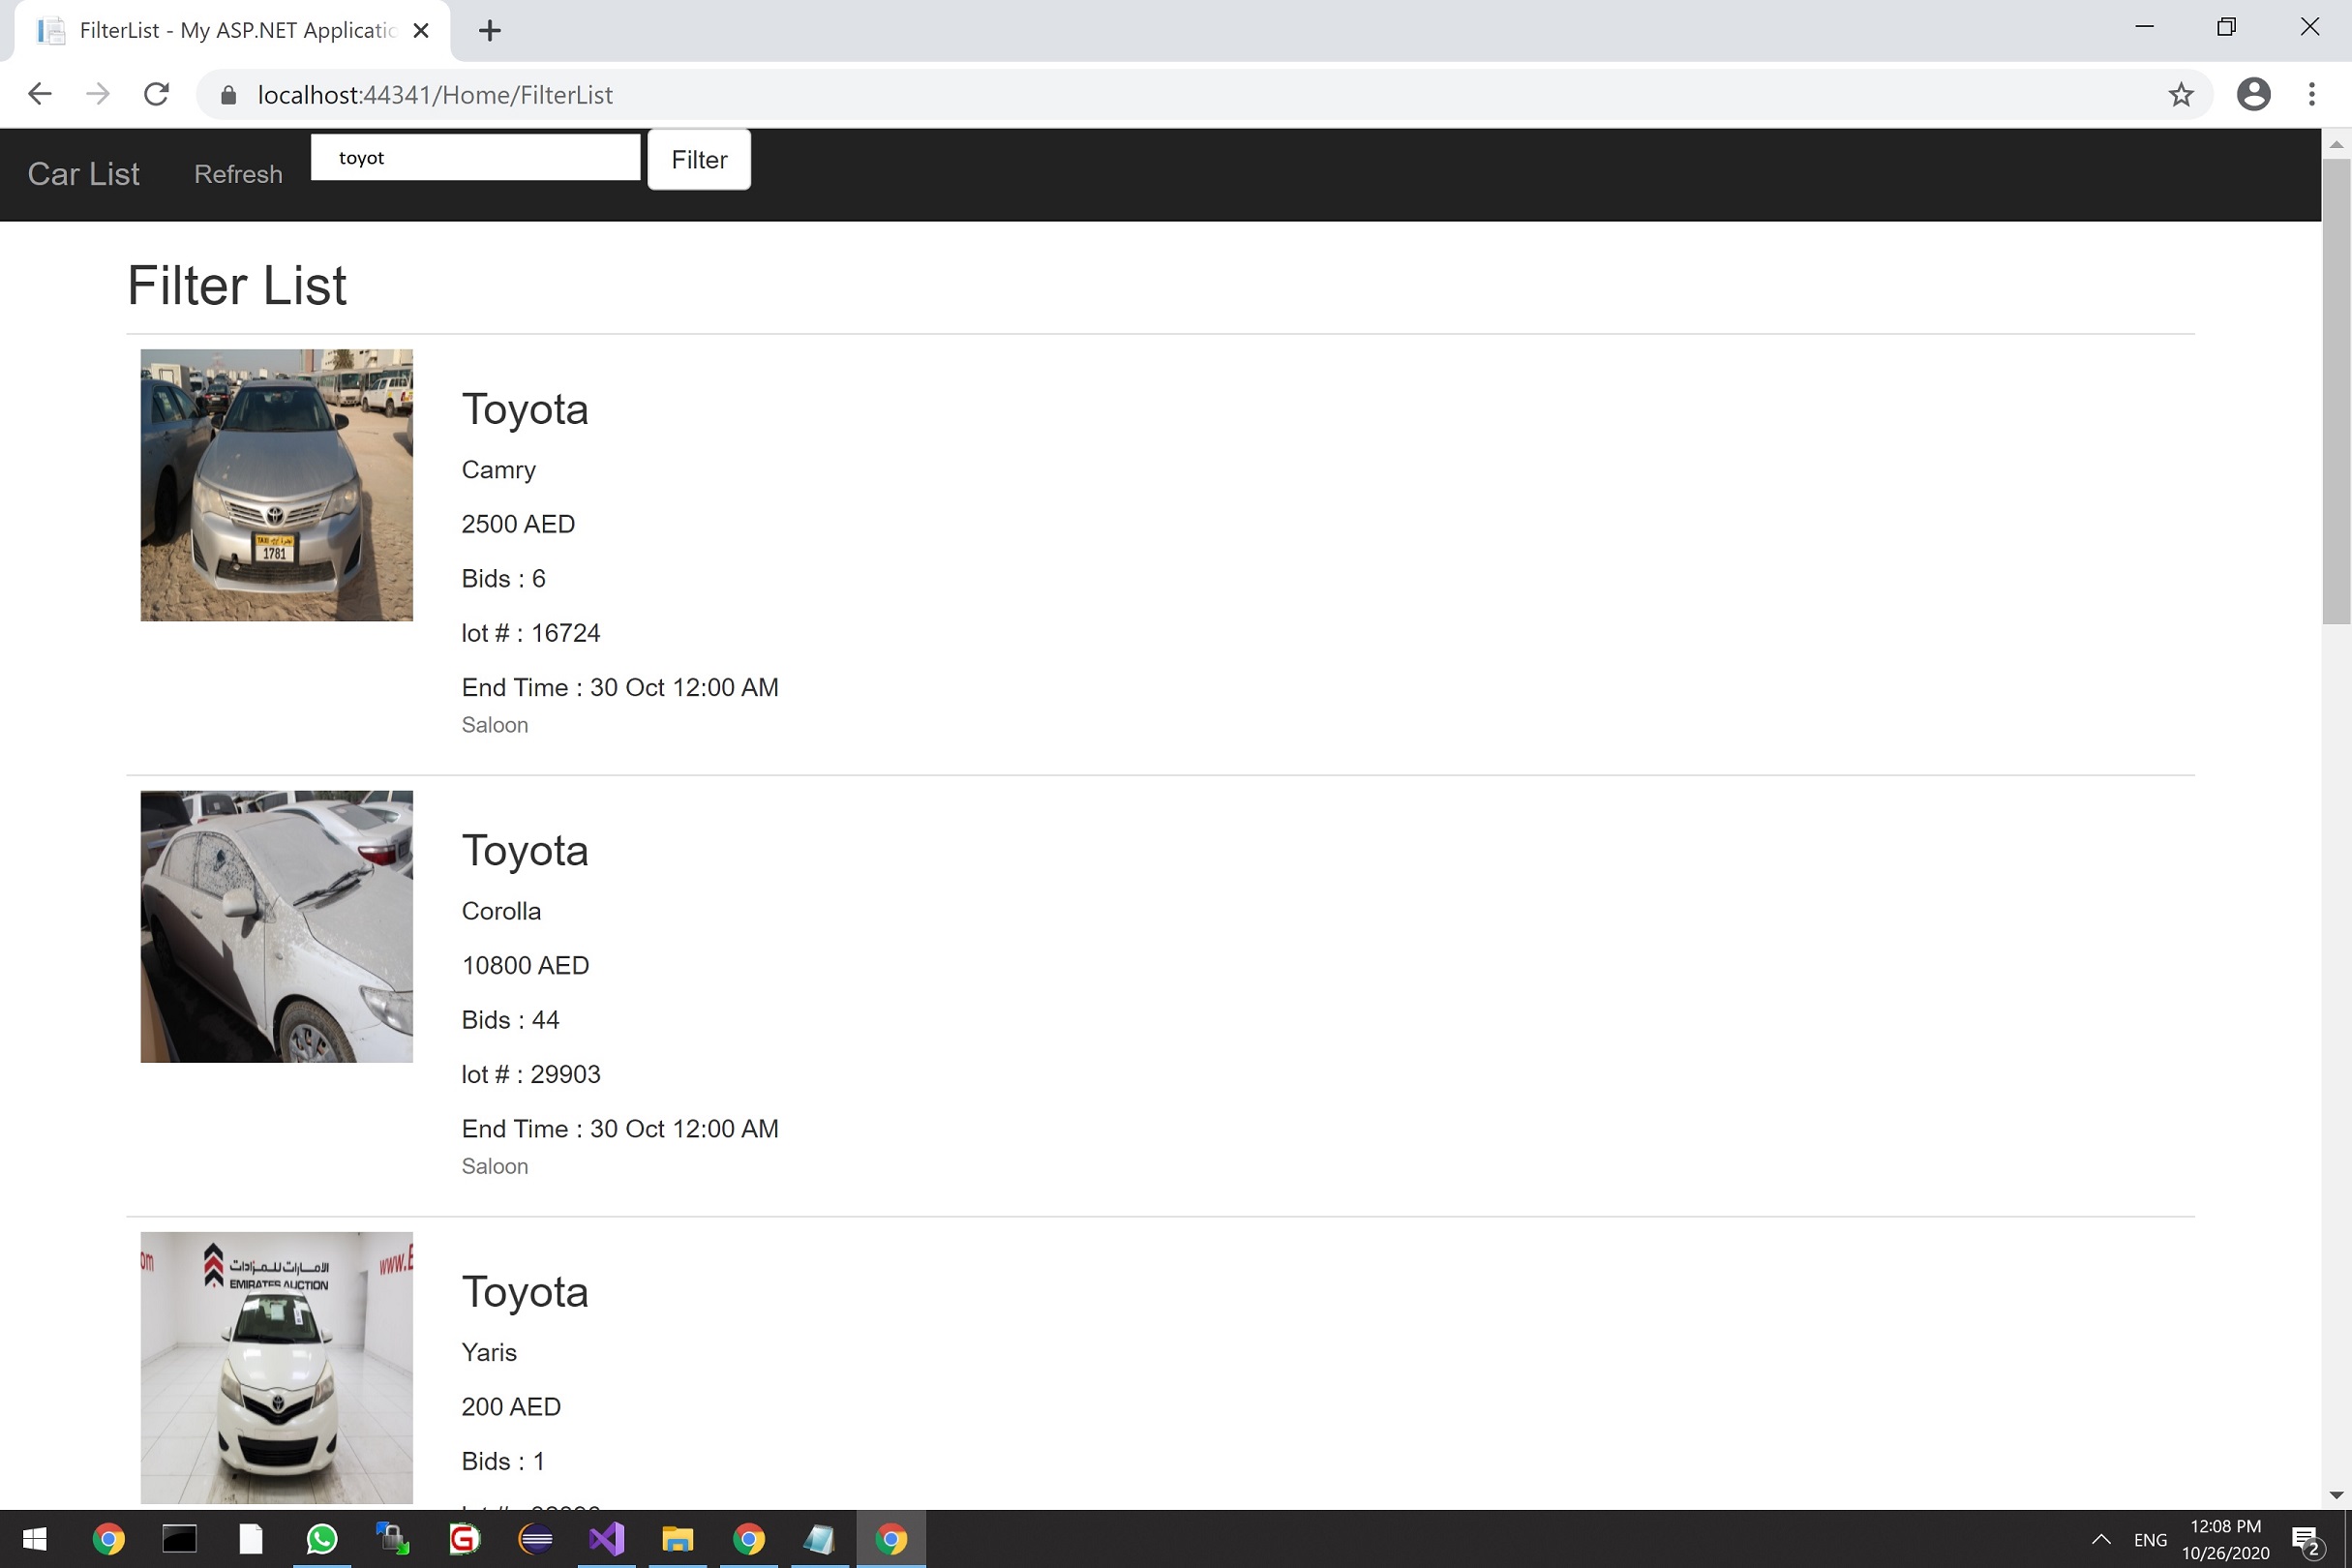 FilterList - My ASP.NET Applicatio
localhost:44341/Home/FilterList
Car List
Refresh
toyot
Filter
Filter List
Toyota
Camry
2500 AED
Bids : 6
lot # : 16724
End Time : 30 Oct 12:00 AM
Saloon
TAXI
1781
Toyota
Corolla
10800 AED
Bids : 44
lot # : 29903
End Time : 30 Oct 12:00 AM
Saloon
om
الامارات للمزادات
EMIRATES AUCTION
www.E
Toyota
Yaris
200 AED
Bids : 1
ENG
12:08 PM
10/26/2020
2